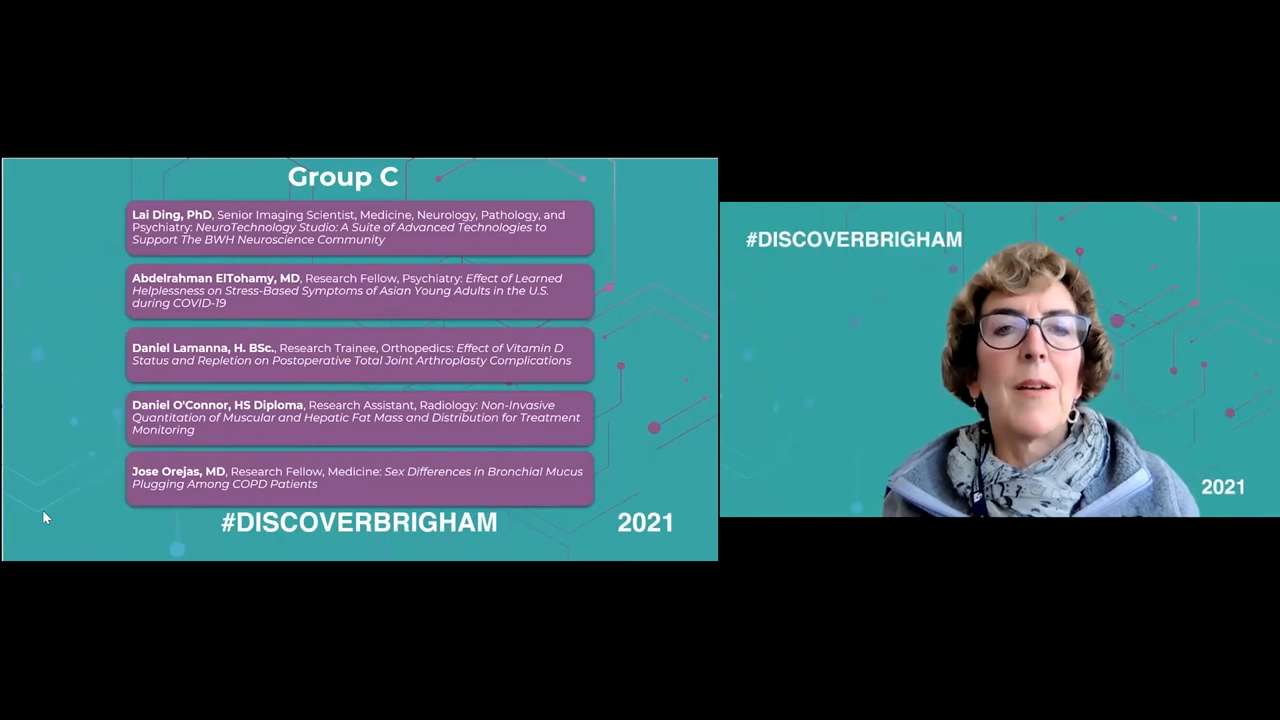 Group C
Lai Ding, PhD, Senior Imaging Scientist, Medicine, Neurology, Pathology, and
Psychiatry: NeuroTechnology Studio: A Suite of Advanced Technologies to
Support The BWH Neuroscience Community
Abdelrahman ElTohamy, MD, Research Fellow, Psychiatry: Effect of Learned
Helplessness on Stress-Based Symptoms of Asian Young Adults in the U.S.
during COVID-19
Daniel Lamanna, H. BSc., Research Trainee, Orthopedics: Effect of Vitamin D
Status and Repletion on Postoperative Total Joint Arthroplasty Complications
Daniel O'Connor, HS Diploma, Research Assistant, Radiology: Non-Invasive
Quantitation of Muscular and Hepatic Fat Mass and Distribution for Treatment
Monitoring
Jose Orejas, MD, Research Fellow, Medicine: Sex Differences in Bronchial Mucus
Plugging Among COPD Patients
#DISCOVERBRIGHAM
2021
#DISCOVERBRIGHAM
2021